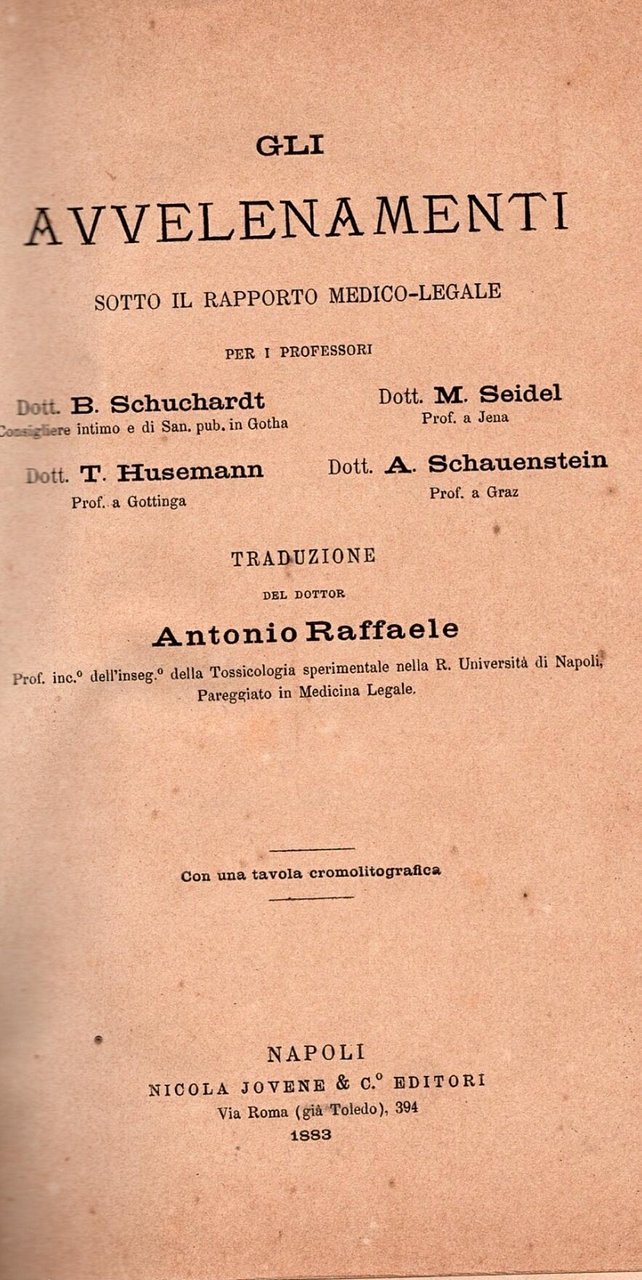 GLI
AVVELENAMENTI
SOTTO IL RAPPORTO MEDICO-LEGALE
PER I PROFESSORI
Dott. B. Schuchardt
Consigliere intimo e di San. pub. in Gotha
Dott. M. Seidel
Prof. a Jena
Dott. T. Husemann
Prof. a Gottinga
Dott. A. Schauenstein
Prof. a Graz
TRADUZIONE
DEL DOTTOR
Antonio Raffaele
Prof. inc.º dell'inseg.º della Tossicologia sperimentale nella R. Università di Napoli,
Pareggiato in Medicina Legale.
Con una tavola cromolitografica
NAPOLI
NICOLA JOVENE & C.º EDITORI
Via Roma (già Toledo), 394
1883